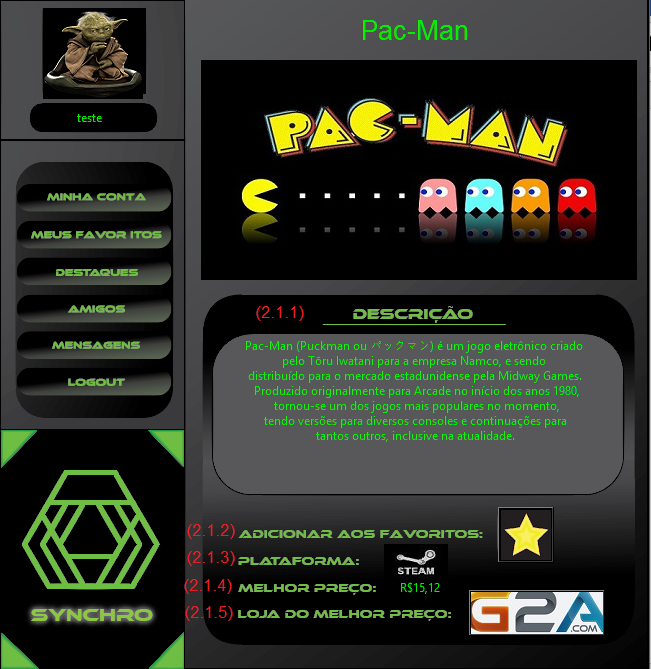 Pac-Man
teste
MINHA CONTA
MEUS FAVORITOS
DESTAQUES
AMIGOS
MENSAGENS
LOGOUT
SYNCHRO
PAC-MAN
(2.1.1) DESCRIÇÃO
Pac-Man (Puckman ou パックマン) é um jogo eletrônico criado
pelo Tōru Iwatani para a empresa Namco, e sendo
distribuído para o mercado estadunidense pela Midway Games.
Produzido originalmente para Arcade no início dos anos 1980,
tornou-se um dos jogos mais populares no momento,
tendo versões para diversos consoles e continuações para
tantos outros, inclusive na atualidade.
(2.1.2) ADICIONAR AOS FAVORITOS:
(2.1.3) PLATAFORMA: STEAM
(2.1.4) MELHOR PREÇO: R$15,12
(2.1.5) LOJA DO MELHOR PREÇO: G2A.COM